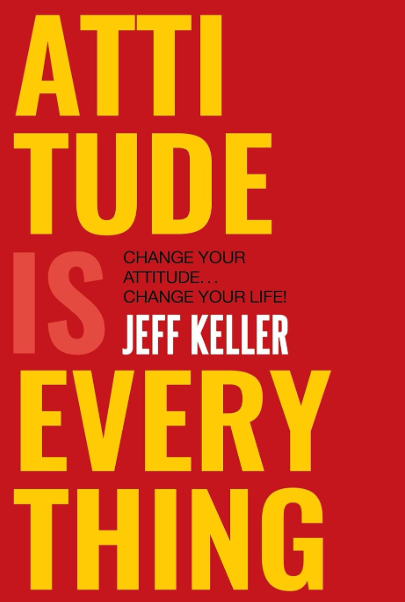 ATTI
TUDE
IS
CHANGE YOUR
ATTITUDE...
CHANGE YOUR LIFE!
JEFF KELLER
EVERY
THING